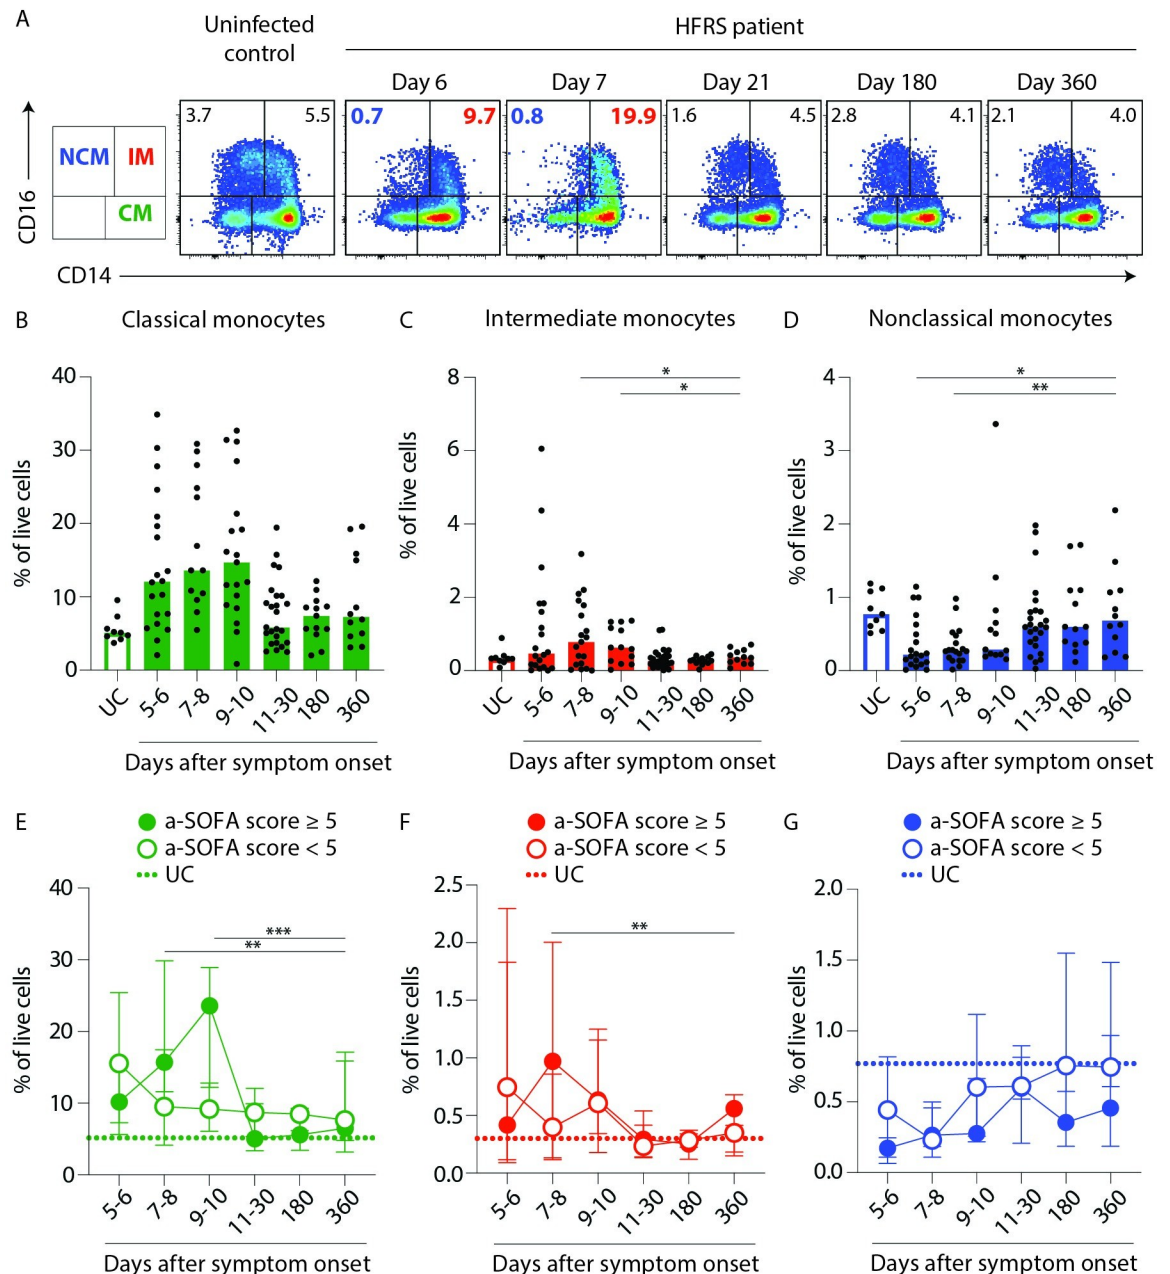 A
Uninfected
control
HFRS patient
Day 6
Day 7
Day 21
Day 180
Day 360
CD16
NCM
IM
CM
3.7
5.5
0.7
9.7
0.8
19.9
1.6
4.5
2.8
4.1
2.1
4.0
CD14
B
Classical monocytes
% of live cells
40
30
20
10
0
UC
5-6
7-8
9-10
11-30
180
360
Days after symptom onset
C
Intermediate monocytes
% of live cells
8
6
4
2
0
*
*
UC
5-6
7-8
9-10
11-30
180
360
Days after symptom onset
D
Nonclassical monocytes
% of live cells
4
3
2
1
0
*
**
UC
5-6
7-8
9-10
11-30
180
360
Days after symptom onset
E
a-SOFA score ≥ 5
a-SOFA score < 5
UC
% of live cells
40
30
20
10
0
***
**
5-6
7-8
9-10
11-30
180
360
Days after symptom onset
F
a-SOFA score ≥ 5
a-SOFA score < 5
UC
% of live cells
2.5
2.0
1.5
1.0
0.5
0.0
**
5-6
7-8
9-10
11-30
180
360
Days after symptom onset
G
a-SOFA score ≥ 5
a-SOFA score < 5
UC
% of live cells
2.0
1.5
1.0
0.5
0.0
5-6
7-8
9-10
11-30
180
360
Days after symptom onset